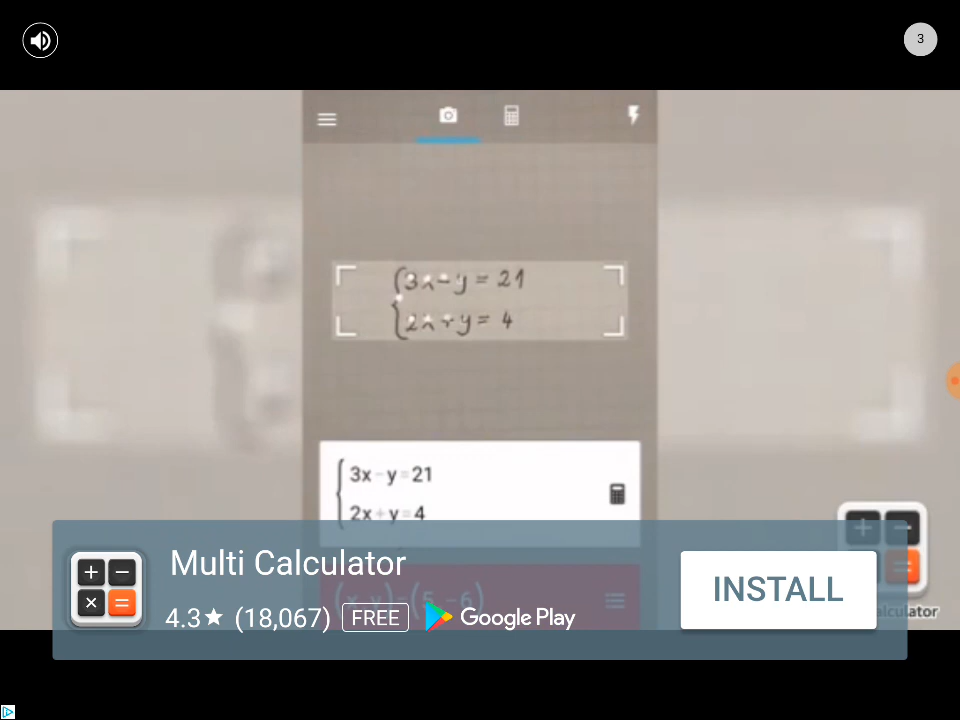 3
3x-y=21
2x+y=4
3x-y=21
2x+y=4
(x, y)=(5, -6)
Multi Calculator
4.3★ (18,067) FREE Google Play
INSTALL
alculator